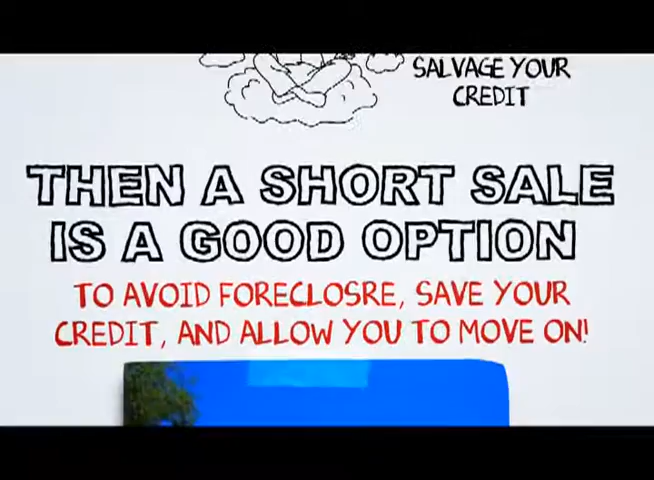 SALVAGE YOUR
CREDIT
THEN A SHORT SALE
IS A GOOD OPTION
TO AVOID FORECLOSRE, SAVE YOUR
CREDIT, AND ALLOW YOU TO MOVE ON!